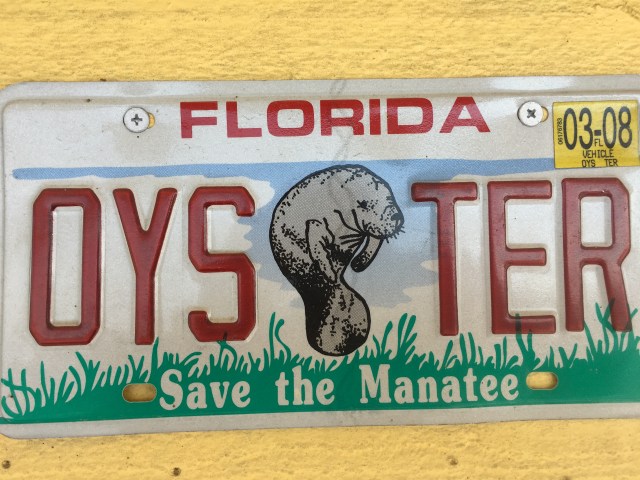 FLORIDA
03-08
FL
VEHICLE
OYS TER
OYS TER
Save the Manatee